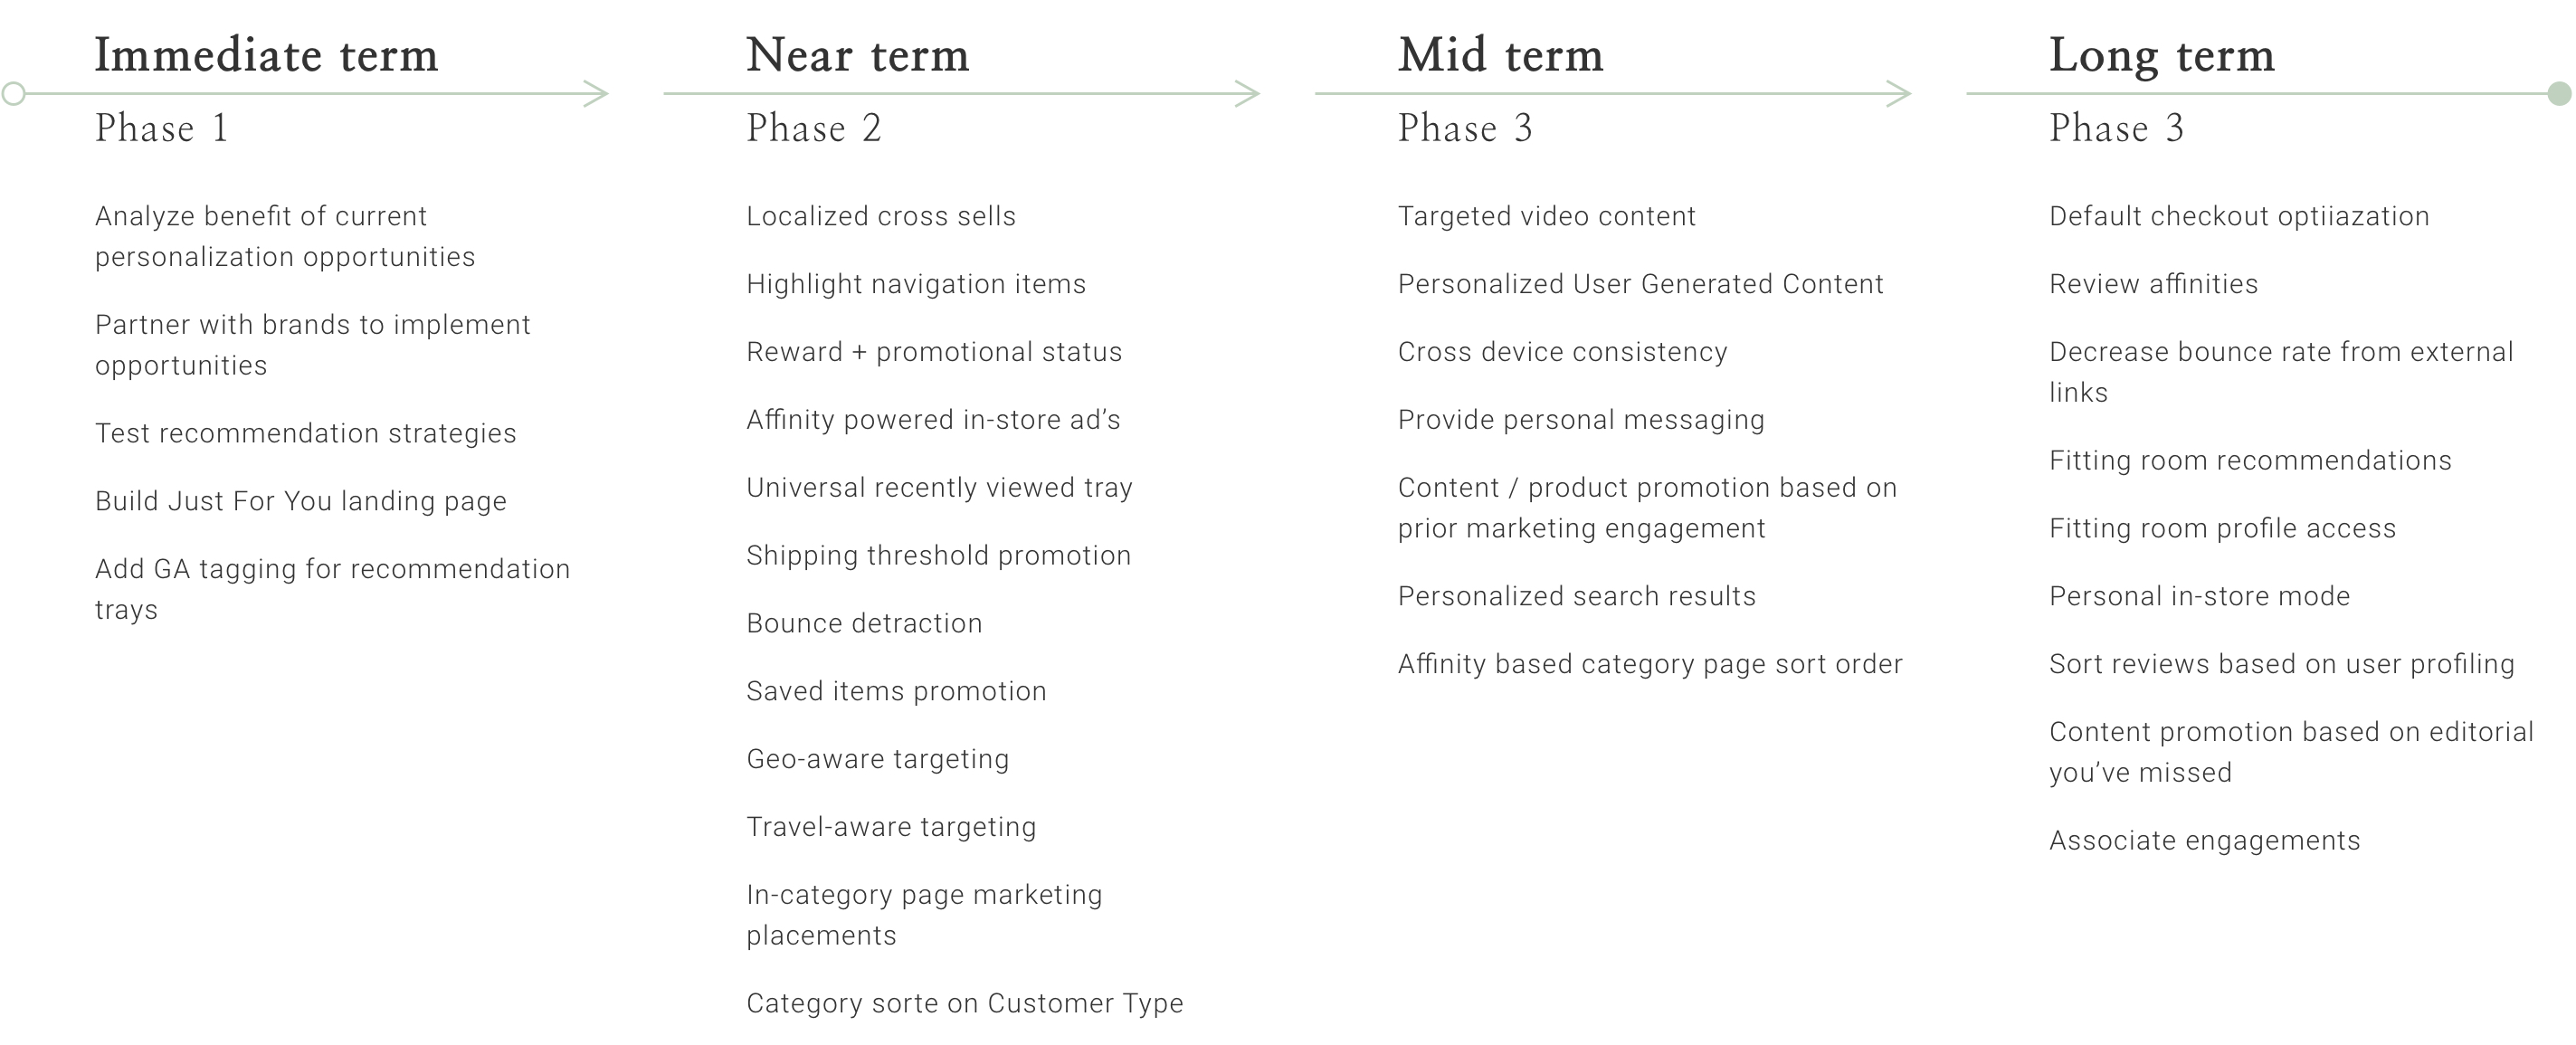 Immediate term
Phase 1
Analyze benefit of current
personalization opportunities
Partner with brands to implement
opportunities
Test recommendation strategies
Build Just For You landing page
Add GA tagging for recommendation
trays
Near term
Phase 2
Localized cross sells
Highlight navigation items
Reward + promotional status
Affinity powered in-store ad’s
Universal recently viewed tray
Shipping threshold promotion
Bounce detraction
Saved items promotion
Geo-aware targeting
Travel-aware targeting
In-category page marketing
placements
Category sorte on Customer Type
Mid term
Phase 3
Targeted video content
Personalized User Generated Content
Cross device consistency
Provide personal messaging
Content / product promotion based on
prior marketing engagement
Personalized search results
Affinity based category page sort order
Long term
Phase 3
Default checkout optiiazation
Review affinities
Decrease bounce rate from external
links
Fitting room recommendations
Fitting room profile access
Personal in-store mode
Sort reviews based on user profiling
Content promotion based on editorial
you’ve missed
Associate engagements